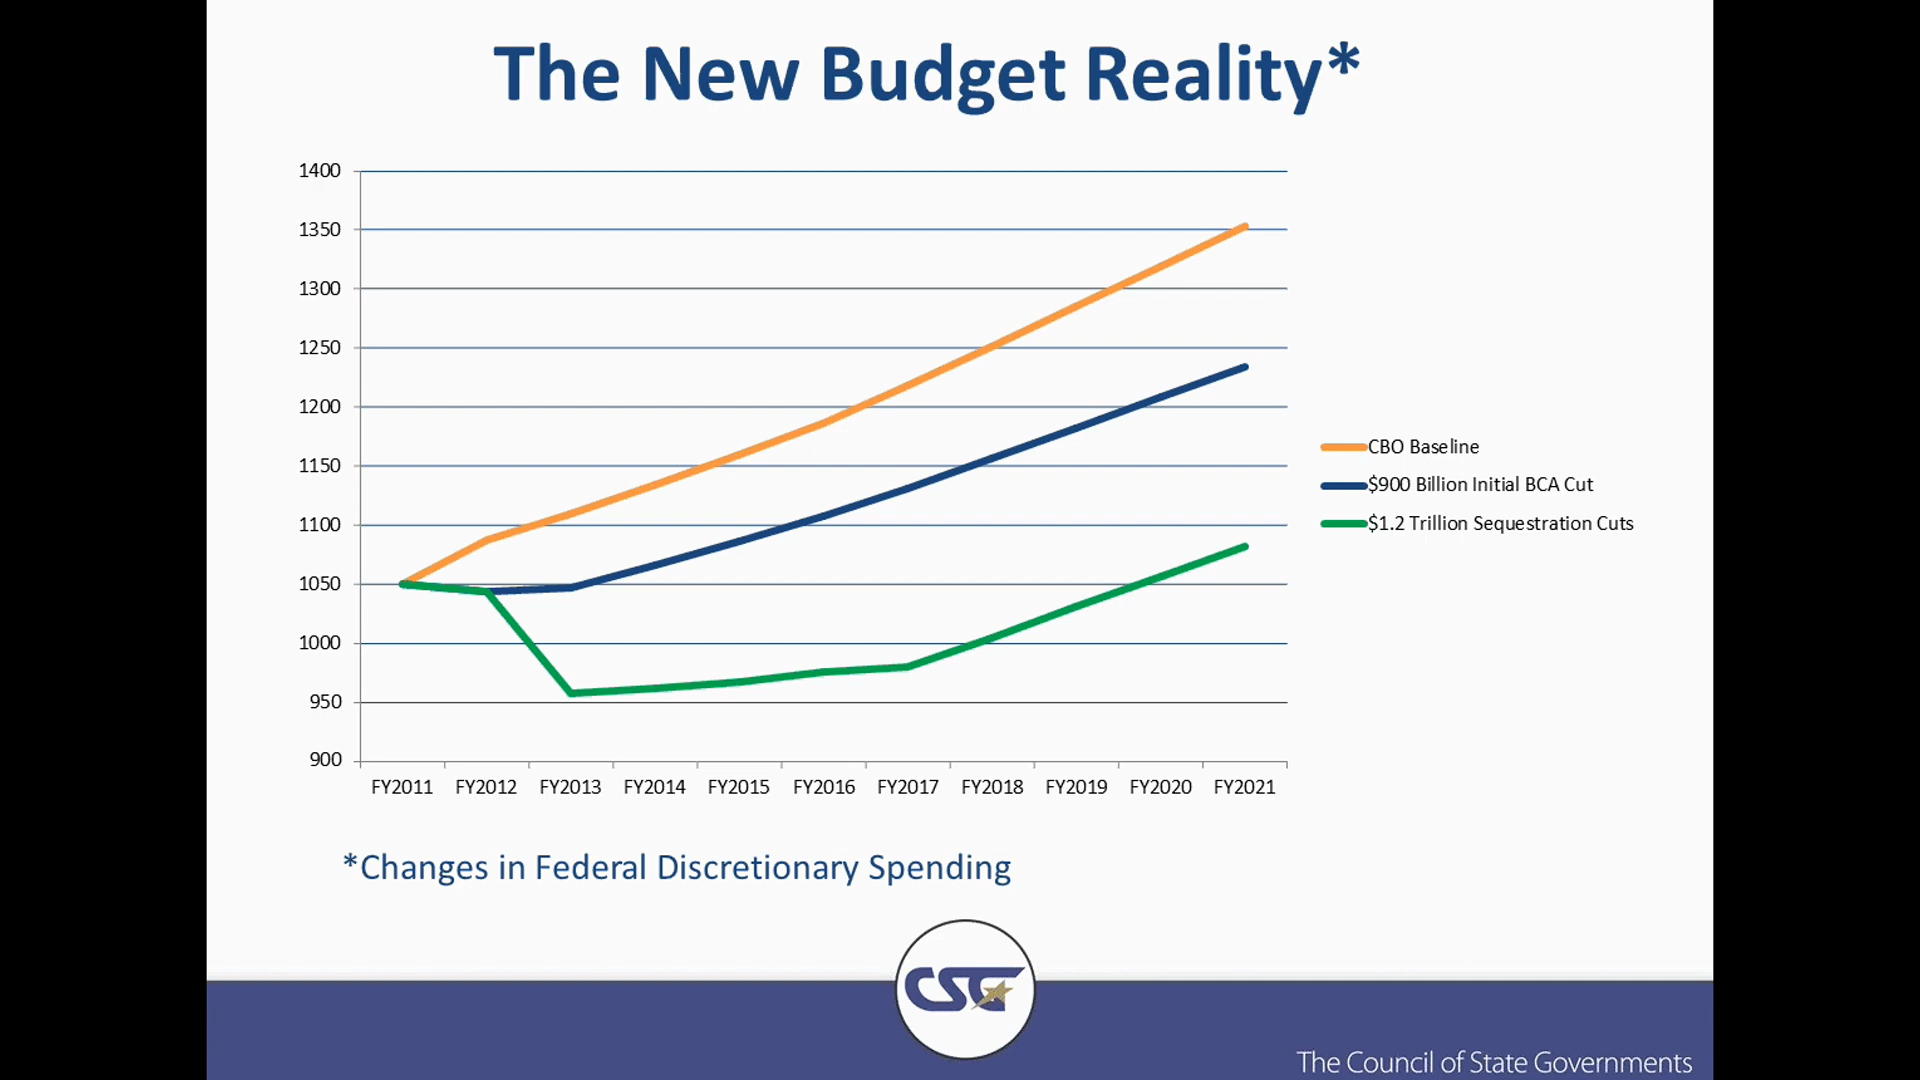 The New Budget Reality*
1400
1350
1300
1250
1200
1150
1100
1050
1000
950
900
FY2011 FY2012 FY2013 FY2014 FY2015 FY2016 FY2017 FY2018 FY2019 FY2020 FY2021
CBO Baseline
$900 Billion Initial BCA Cut
$1.2 Trillion Sequestration Cuts
*Changes in Federal Discretionary Spending
CSG
The Council of State Governments